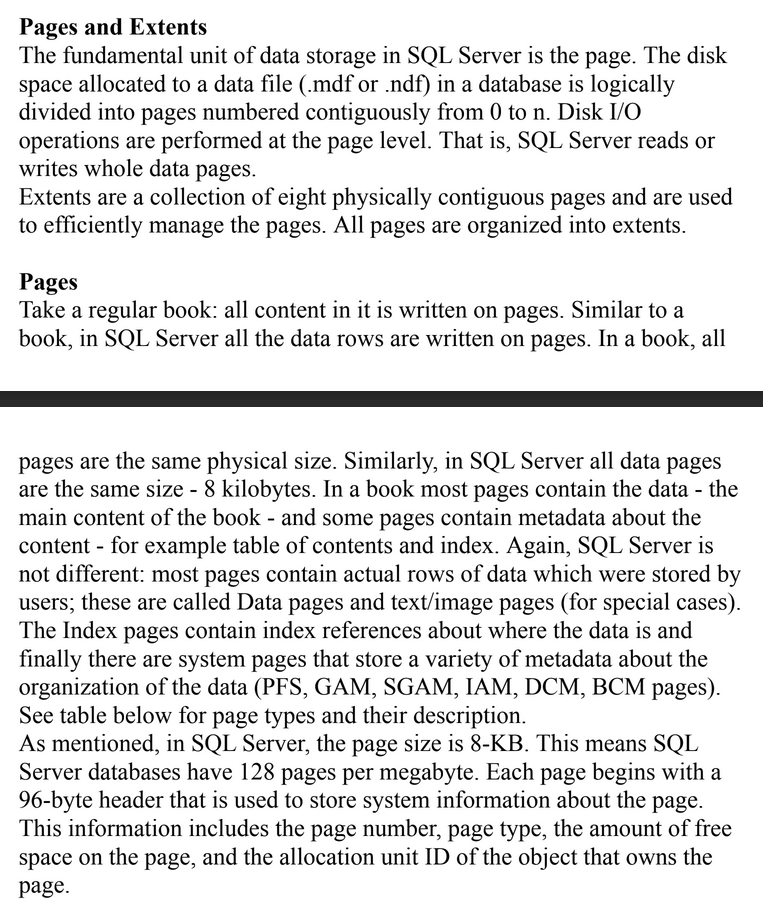 Pages and Extents
The fundamental unit of data storage in SQL Server is the page. The disk
space allocated to a data file (.mdf or .ndf) in a database is logically
divided into pages numbered contiguously from 0 to n. Disk I/O
operations are performed at the page level. That is, SQL Server reads or
writes whole data pages.
Extents are a collection of eight physically contiguous pages and are used
to efficiently manage the pages. All pages are organized into extents.
Pages
Take a regular book: all content in it is written on pages. Similar to a
book, in SQL Server all the data rows are written on pages. In a book, all
pages are the same physical size. Similarly, in SQL Server all data pages
are the same size - 8 kilobytes. In a book most pages contain the data - the
main content of the book - and some pages contain metadata about the
content - for example table of contents and index. Again, SQL Server is
not different: most pages contain actual rows of data which were stored by
users; these are called Data pages and text/image pages (for special cases).
The Index pages contain index references about where the data is and
finally there are system pages that store a variety of metadata about the
organization of the data (PFS, GAM, SGAM, IAM, DCM, BCM pages).
See table below for page types and their description.
As mentioned, in SQL Server, the page size is 8-KB. This means SQL
Server databases have 128 pages per megabyte. Each page begins with a
96-byte header that is used to store system information about the page.
This information includes the page number, page type, the amount of free
space on the page, and the allocation unit ID of the object that owns the
page.